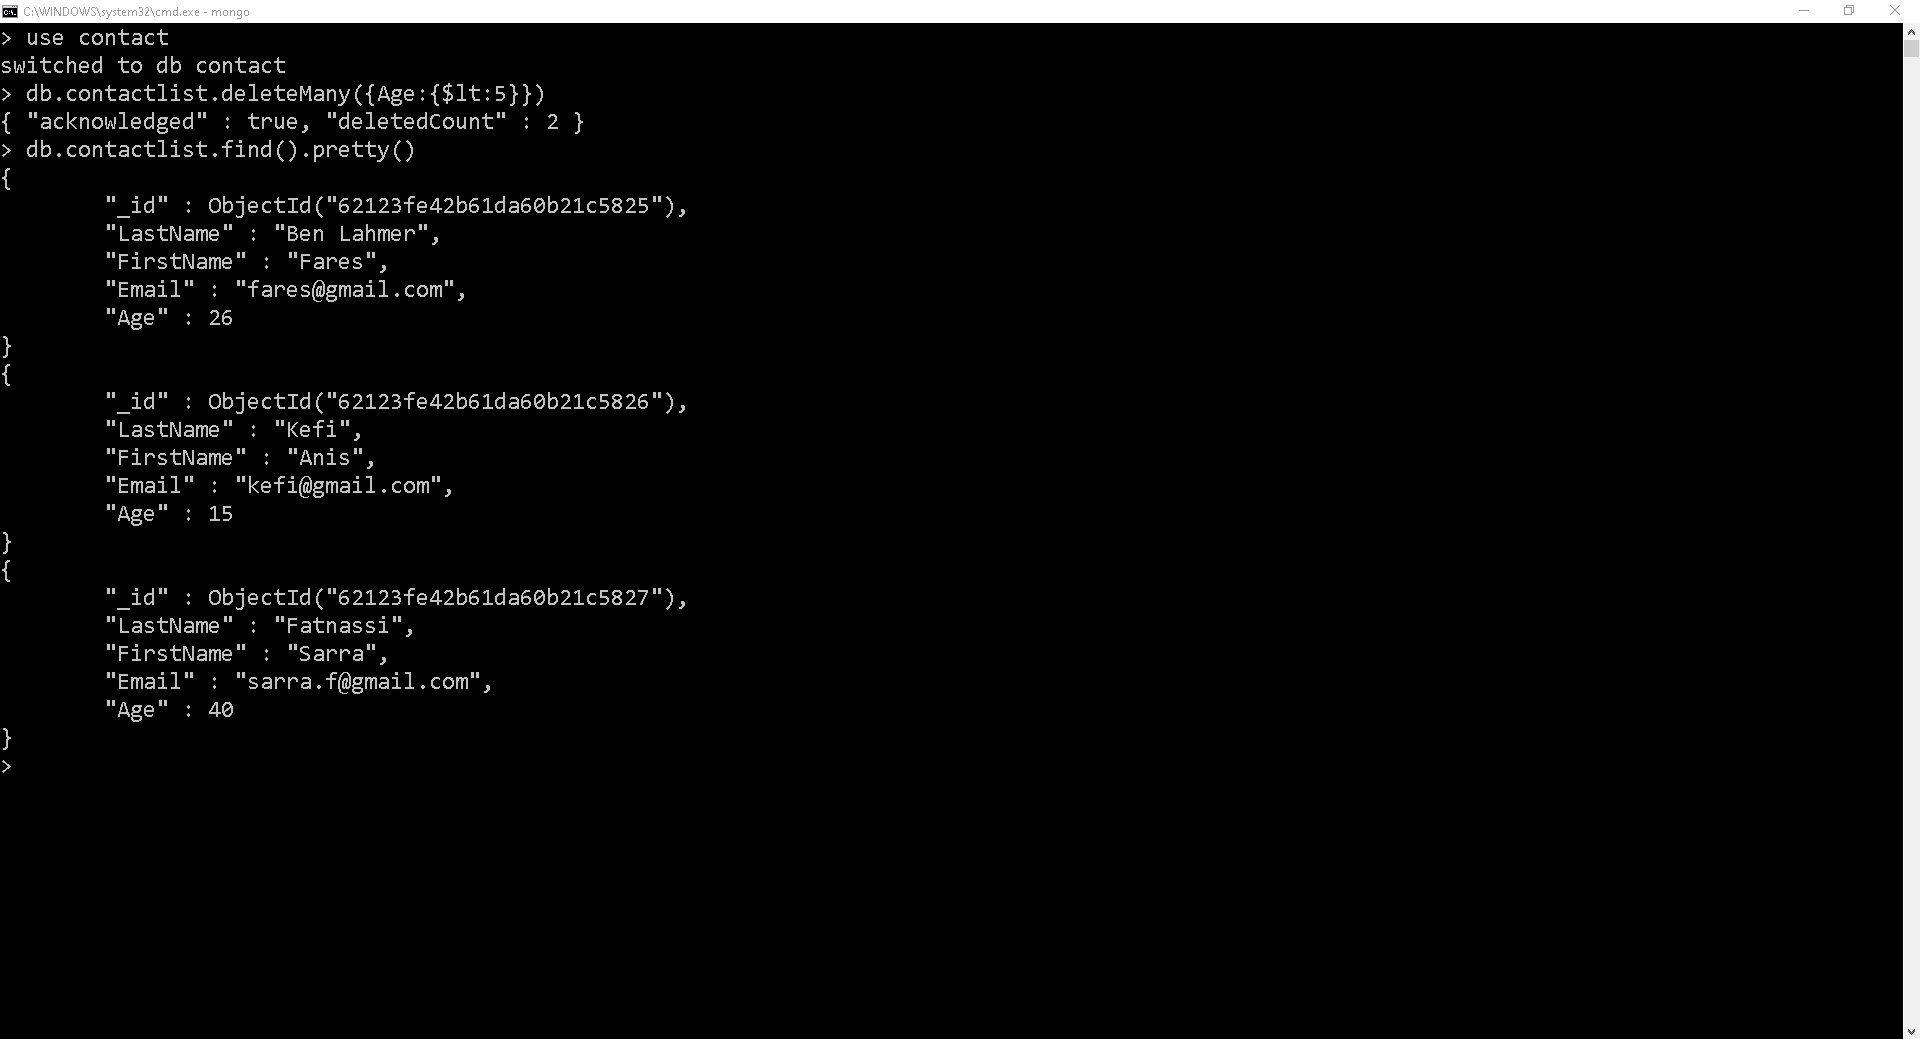 C:\WINDOWS\system32\cmd.exe - mongo
> use contact
switched to db contact
> db.contactlist.deleteMany({Age:{$lt:5}})
{ "acknowledged" : true, "deletedCount" : 2 }
> db.contactlist.find().pretty()
{
        "_id" : ObjectId("62123fe42b61da60b21c5825"),
        "LastName" : "Ben Lahmer",
        "FirstName" : "Fares",
        "Email" : "fares@gmail.com",
        "Age" : 26
}
{
        "_id" : ObjectId("62123fe42b61da60b21c5826"),
        "LastName" : "Kefi",
        "FirstName" : "Anis",
        "Email" : "kefi@gmail.com",
        "Age" : 15
}
{
        "_id" : ObjectId("62123fe42b61da60b21c5827"),
        "LastName" : "Fatnassi",
        "FirstName" : "Sarra",
        "Email" : "sarra.f@gmail.com",
        "Age" : 40
}
>